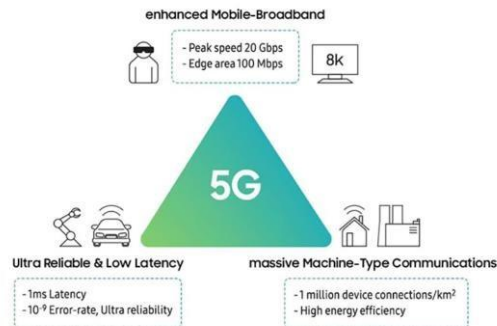 enhanced Mobile-Broadband
- Peak speed 20 Gbps
- Edge area 100 Mbps
8k
5G
Ultra Reliable & Low Latency
- 1ms Latency
- 10⁻⁹ Error-rate, Ultra reliability
massive Machine-Type Communications
- 1 million device connections/km²
- High energy efficiency